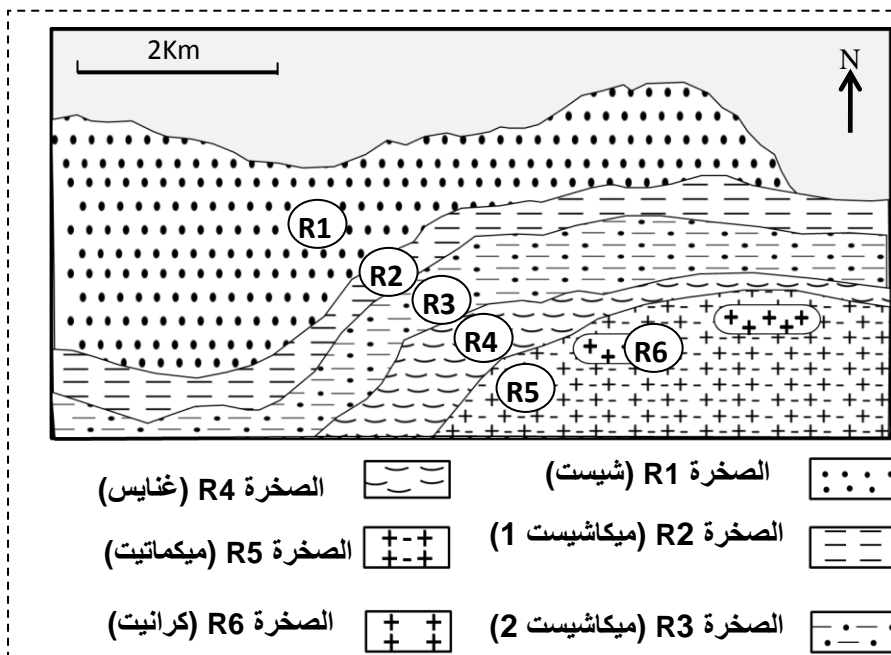 2Km
N
R1
R2
R3
R4
R6
R5
الصخرة R1 (شيست)
الصخرة R4 (غنايس)
الصخرة R2 (ميكاشيست 1)
الصخرة R5 (ميكماتيت)
الصخرة R3 (ميكاشيست 2)
الصخرة R6 (كرانيت)